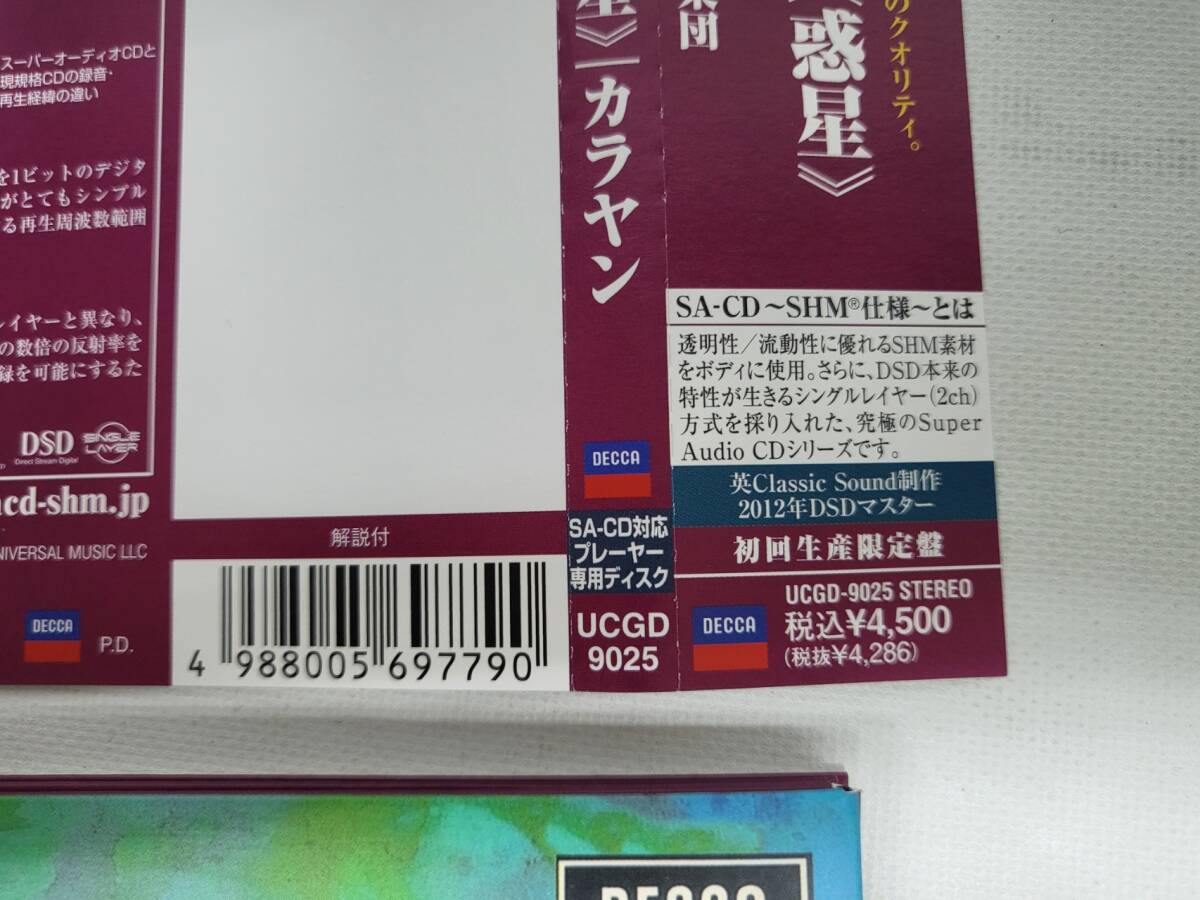 スーパーオーディオCDと
現規格CDの録音・
再生経緯の違い
を1ビットのデジタ
がとてもシンプル
る再生周波数範囲
レイヤーと異なり、
の数倍の反射率を
録を可能にするた
DSD
Direct Stream Digital
SINGLE
LAYER
acd-shm.jp
NIVERSAL MUSIC LLC
DECCA
P.D.
解説付
4 988005 697790
星》|カラヤン
DECCA
SA-CD対応
プレーヤー
専用ディスク
UCGD
9025
のクオリティ。
《惑星》
団
SA-CD～SHM®仕様～とは
透明性/流動性に優れるSHM素材
をボディに使用。さらに、DSD本来の
特性が生きるシングルレイヤー(2ch)
方式を採り入れた、究極のSuper
Audio CDシリーズです。
英Classic Sound制作
2012年DSDマスター
初回生産限定盤
DECCA
UCGD-9025 STEREO
税込¥4,500
(税抜¥4,286)
DECCA